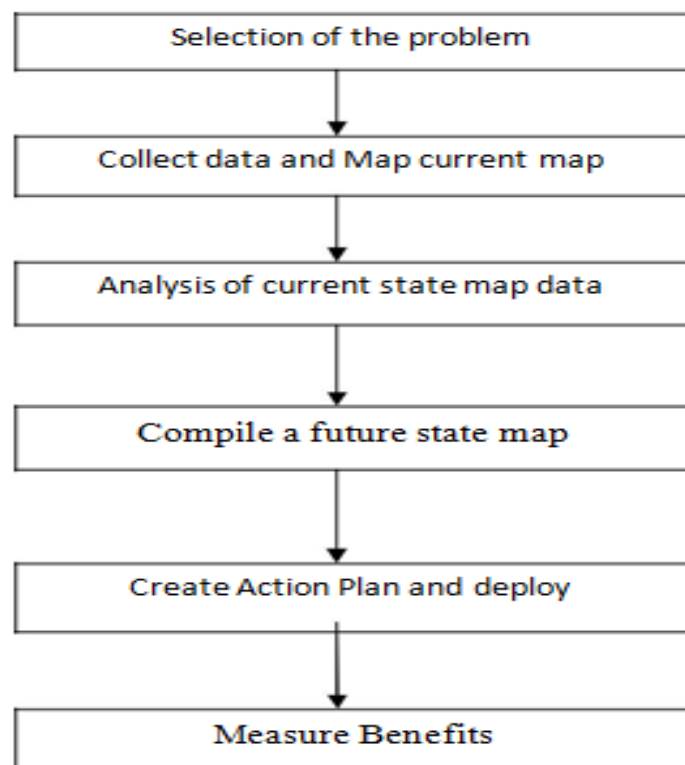 Selection of the problem
Collect data and Map current map
Analysis of current state map data
Compile a future state map
Create Action Plan and deploy
Measure Benefits